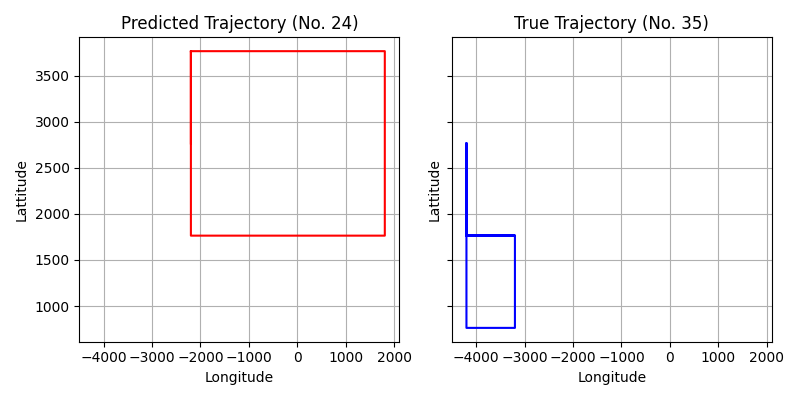 Predicted Trajectory (No. 24)
True Trajectory (No. 35)
Lattitude
3500
3000
2500
2000
1500
1000
−4000 −3000 −2000 −1000 0 1000 2000
Longitude
Lattitude
−4000 −3000 −2000 −1000 0 1000 2000
Longitude